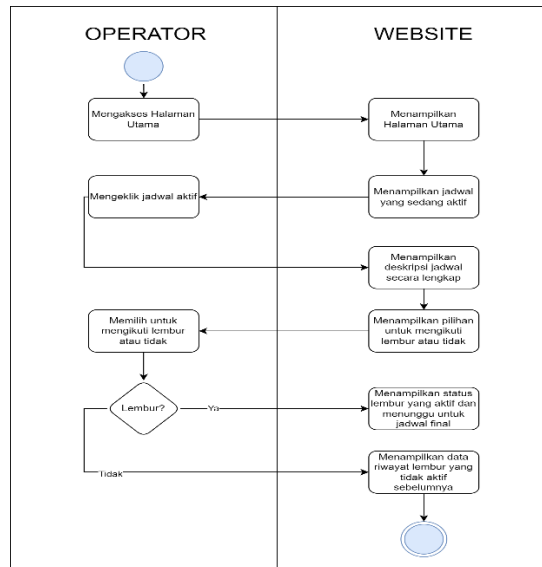 OPERATOR
WEBSITE
Mengakses Halaman
Utama
Menampilkan
Halaman Utama
Menampilkan jadwal
yang sedang aktif
Mengeklik jadwal aktif
Menampilkan
deskripsi jadwal
secara lengkap
Menampilkan pilihan
untuk mengikuti
lembur atau tidak
Memilih untuk
mengikuti lembur
atau tidak
Lembur?
Ya
Menampilkan status
lembur yang aktif dan
menunggu untuk
jadwal final
Tidak
Menampilkan data
riwayat lembur yang
tidak aktif
sebelumnya